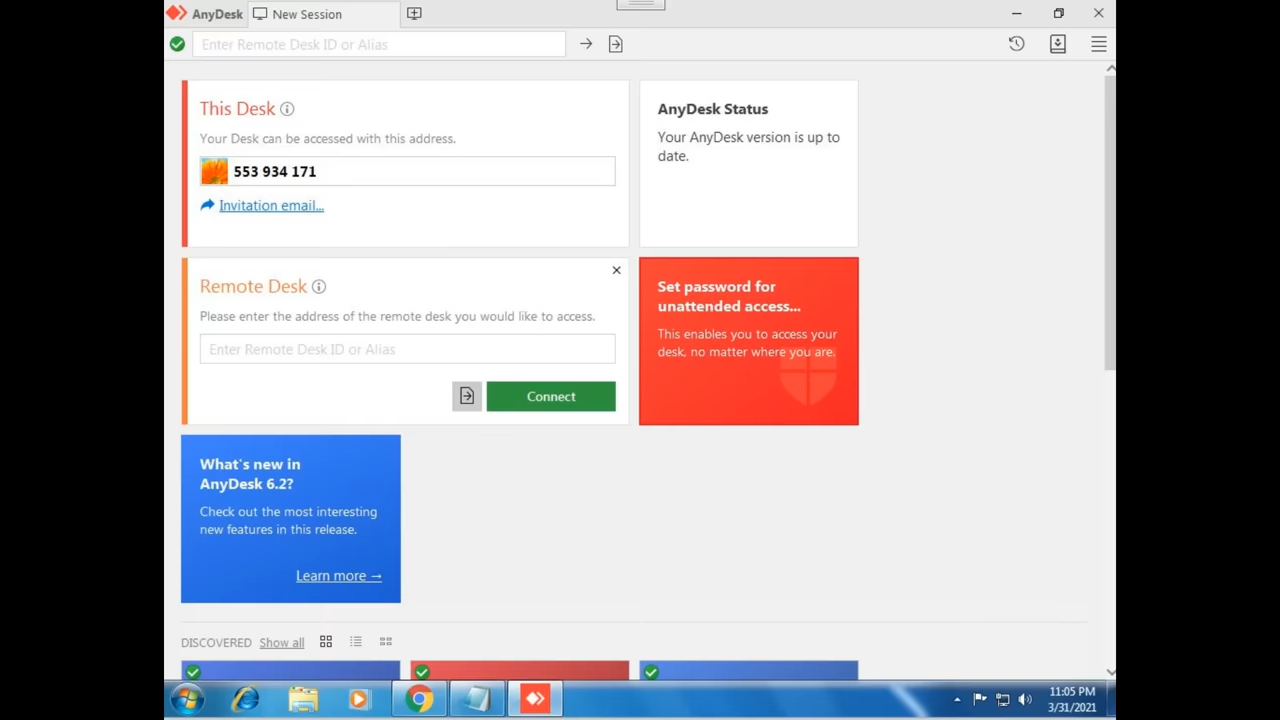 AnyDesk
New Session
Enter Remote Desk ID or Alias
This Desk
Your Desk can be accessed with this address.
553 934 171
Invitation email...
AnyDesk Status
Your AnyDesk version is up to
date.
Remote Desk
Please enter the address of the remote desk you would like to access.
Enter Remote Desk ID or Alias
Connect
Set password for
unattended access...
This enables you to access your
desk, no matter where you are.
What's new in
AnyDesk 6.2?
Check out the most interesting
new features in this release.
Learn more →
DISCOVERED Show all
11:05 PM
3/31/2021